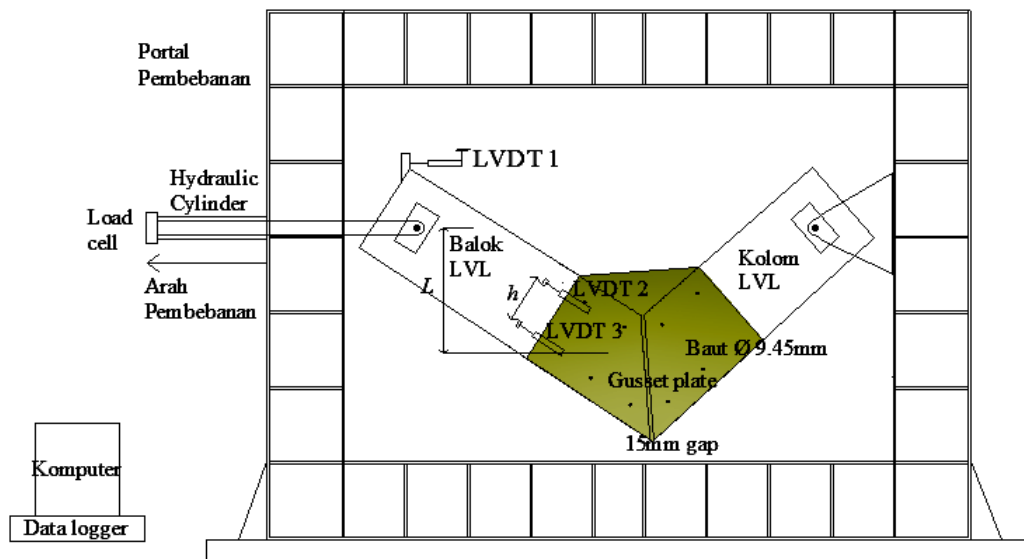 Portal
Pembebanan
LVDT 1
Hydraulic
Cylinder
Load
cell
Balok
LVL
Kolom
LVL
L
h
Arah
Pembebanan
LVDT 2
LVDT 3
Baut Ø 9.45mm
Gusset plate
15mm gap
Komputer
Data logger